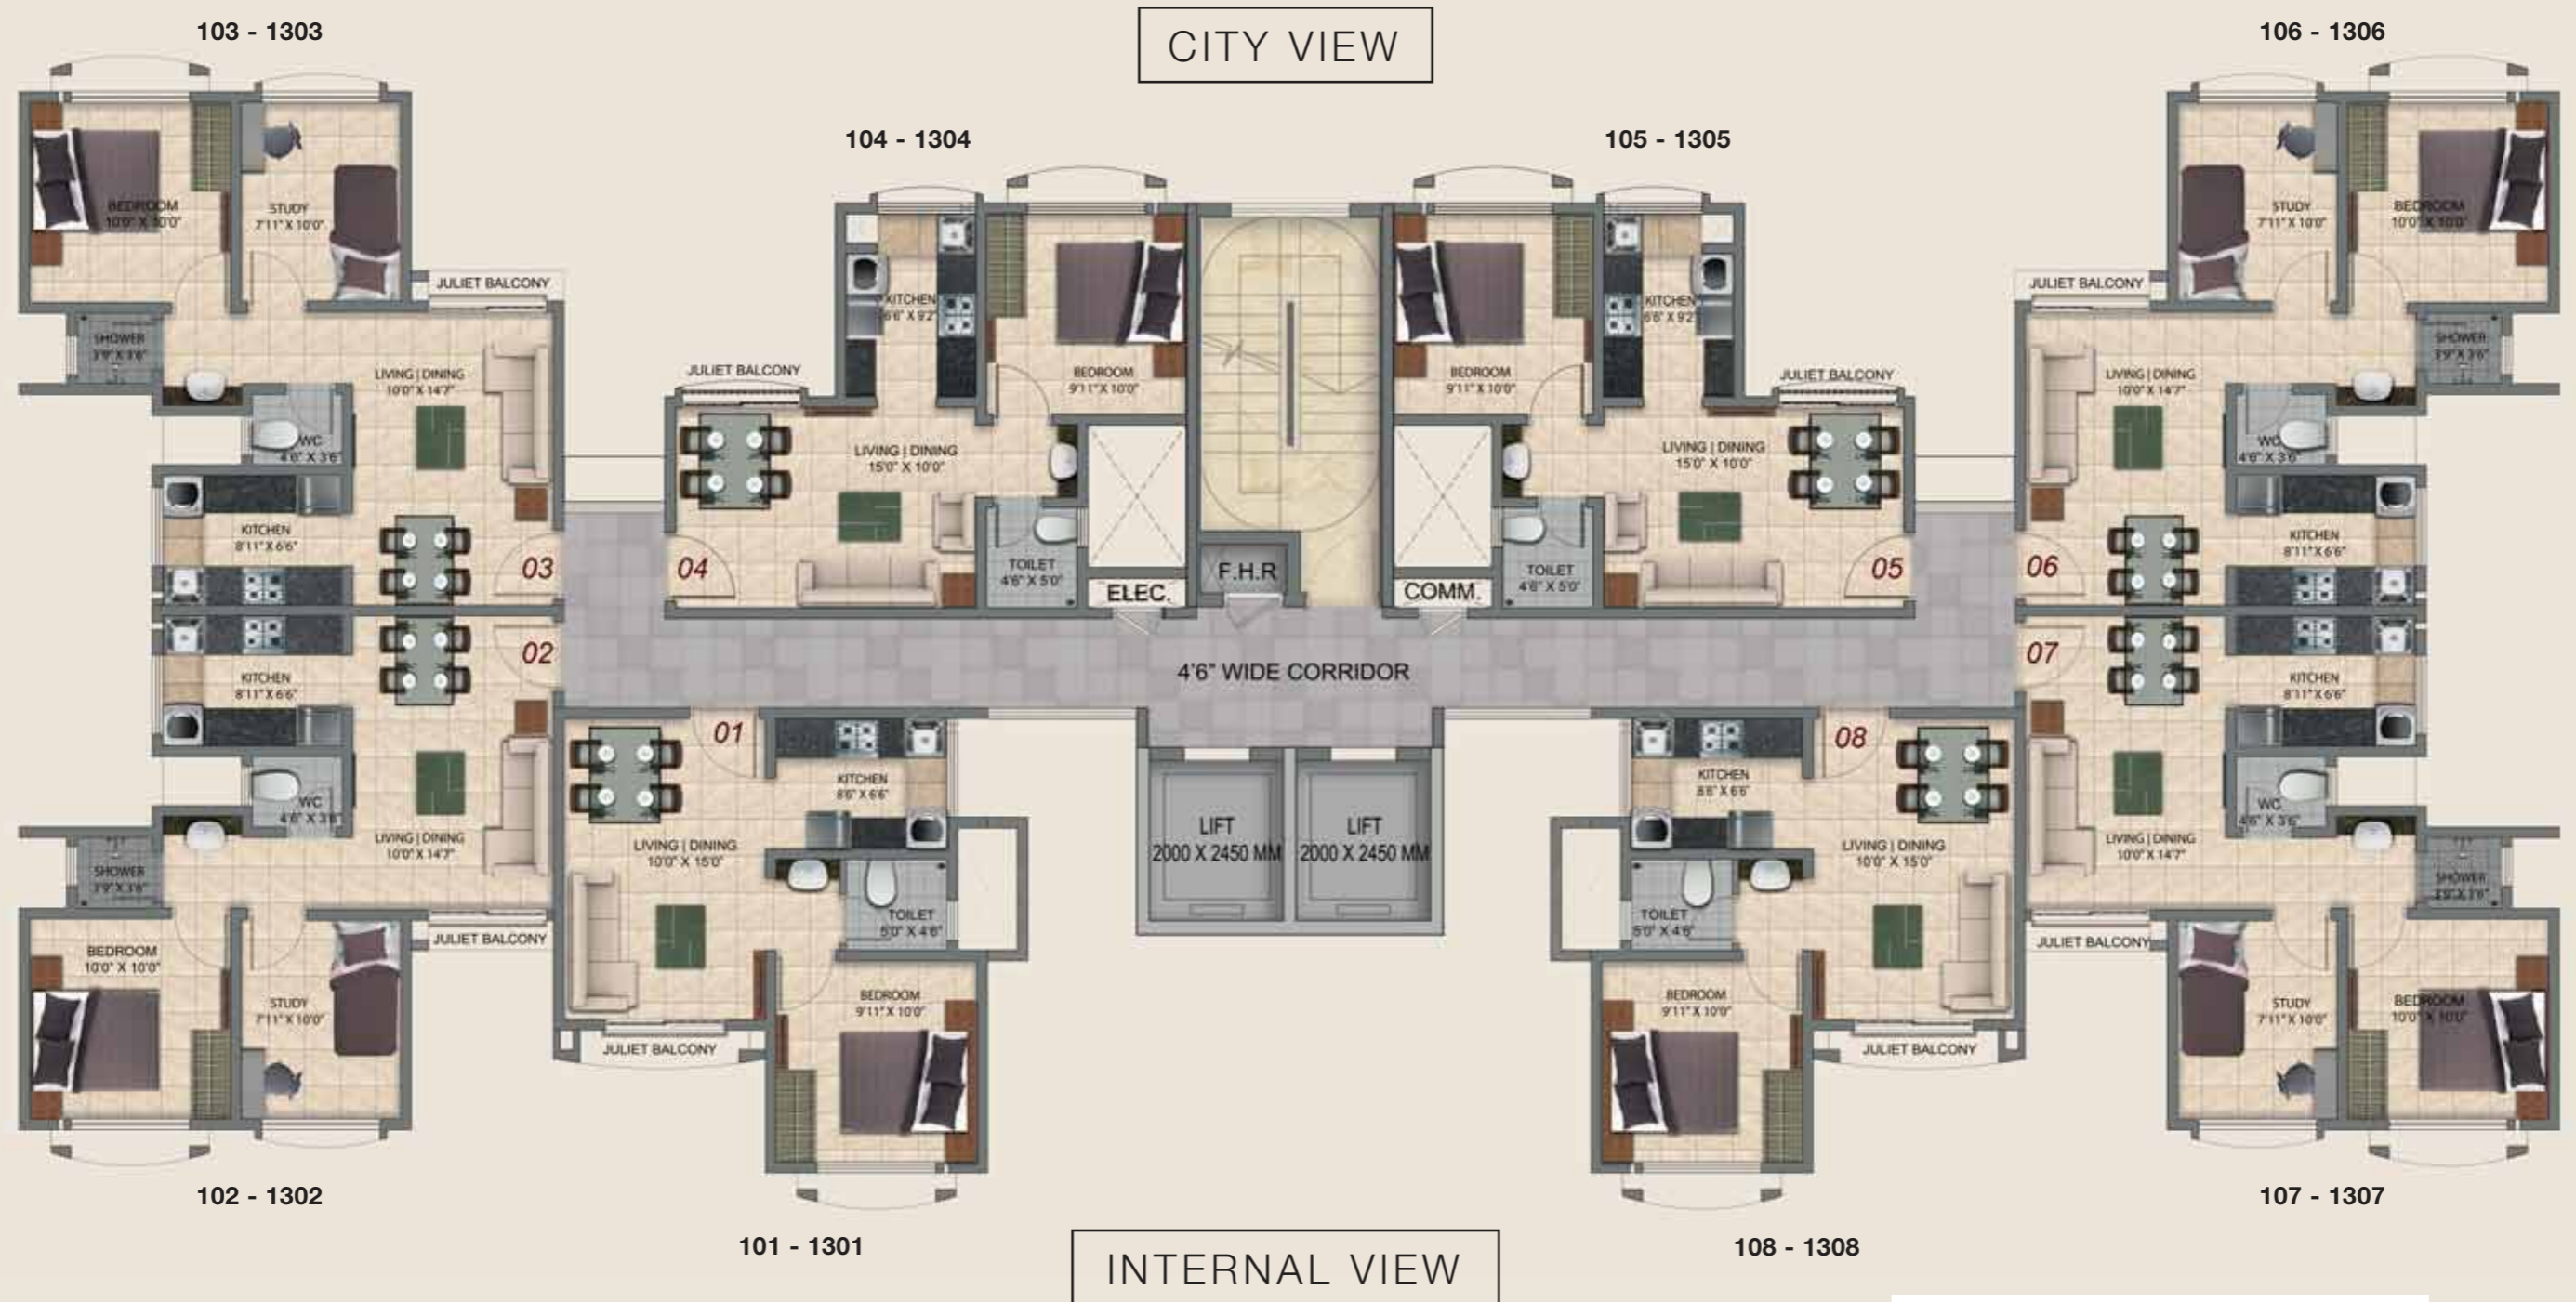 CITY VIEW
103 - 1303
106 - 1306
104 - 1304
105 - 1305
BEDROOM
10'0" X 10'0"
STUDY
7'11" X 10'0"
JULIET BALCONY
SHOWER
3'9" X 3'6"
LIVING | DINING
10'0" X 14'7"
WC
4'6" X 3'6"
KITCHEN
8'11" X 6'6"
03
JULIET BALCONY
KITCHEN
6'6" X 9'2"
BEDROOM
9'11" X 10'0"
LIVING | DINING
15'0" X 10'0"
04
TOILET
4'6" X 5'0"
ELEC.
F.H.R
COMM.
BEDROOM
9'11" X 10'0"
KITCHEN
6'6" X 9'2"
JULIET BALCONY
LIVING | DINING
15'0" X 10'0"
TOILET
4'6" X 5'0"
05
STUDY
7'11" X 10'0"
BEDROOM
10'0" X 10'0"
JULIET BALCONY
SHOWER
3'9" X 3'6"
LIVING | DINING
10'0" X 14'7"
WC
4'6" X 3'6"
KITCHEN
8'11" X 6'6"
06
4'6" WIDE CORRIDOR
02
KITCHEN
8'11" X 6'6"
WC
4'6" X 3'6"
LIVING | DINING
10'0" X 14'7"
SHOWER
3'9" X 3'6"
JULIET BALCONY
BEDROOM
10'0" X 10'0"
STUDY
7'11" X 10'0"
01
KITCHEN
8'6" X 6'6"
LIVING | DINING
10'0" X 15'0"
TOILET
5'0" X 4'6"
BEDROOM
9'11" X 10'0"
JULIET BALCONY
LIFT
2000 X 2450 MM
LIFT
2000 X 2450 MM
08
KITCHEN
8'6" X 6'6"
LIVING | DINING
10'0" X 15'0"
TOILET
5'0" X 4'6"
BEDROOM
9'11" X 10'0"
JULIET BALCONY
07
KITCHEN
8'11" X 6'6"
WC
4'6" X 3'6"
LIVING | DINING
10'0" X 14'7"
SHOWER
3'9" X 3'6"
JULIET BALCONY
STUDY
7'11" X 10'0"
BEDROOM
10'0" X 10'0"
102 - 1302
107 - 1307
101 - 1301
108 - 1308
INTERNAL VIEW